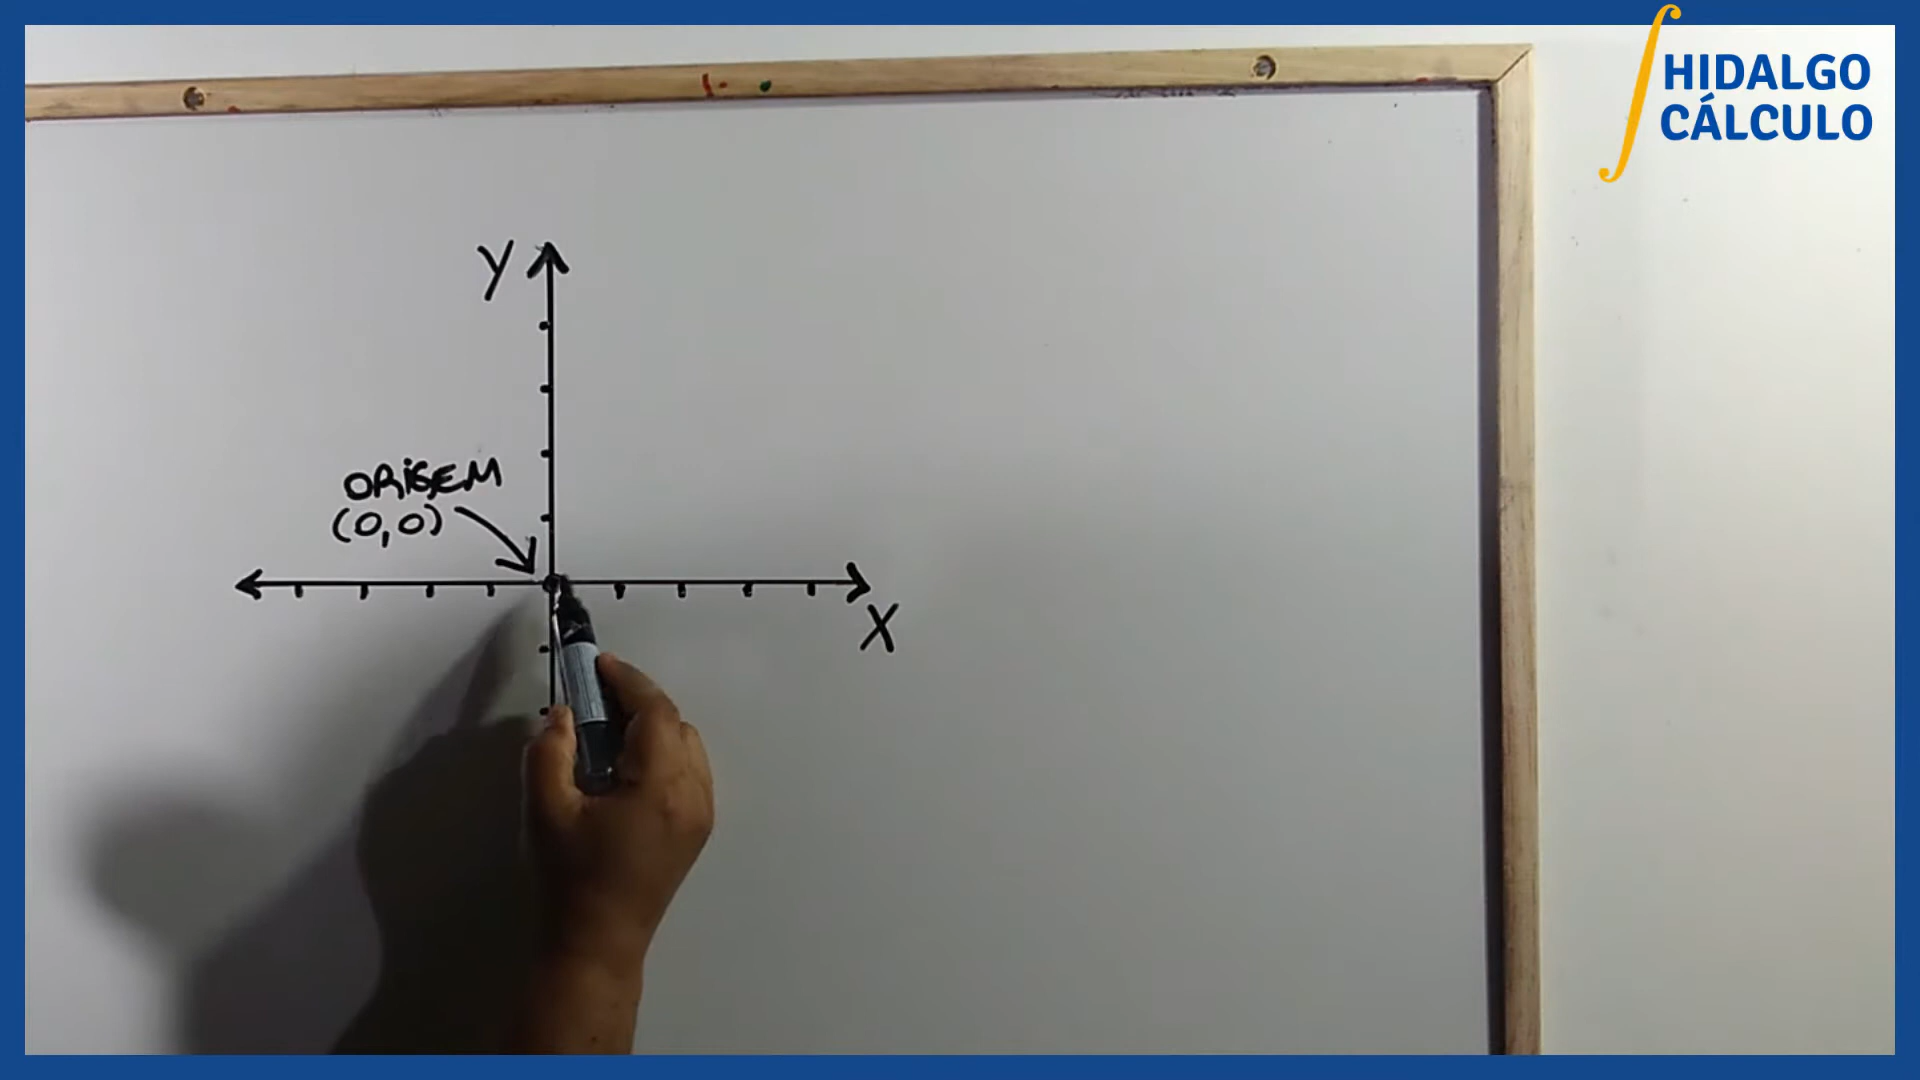 HIDALGO
CÁLCULO
Y
ORIGEM
(0,0)
X